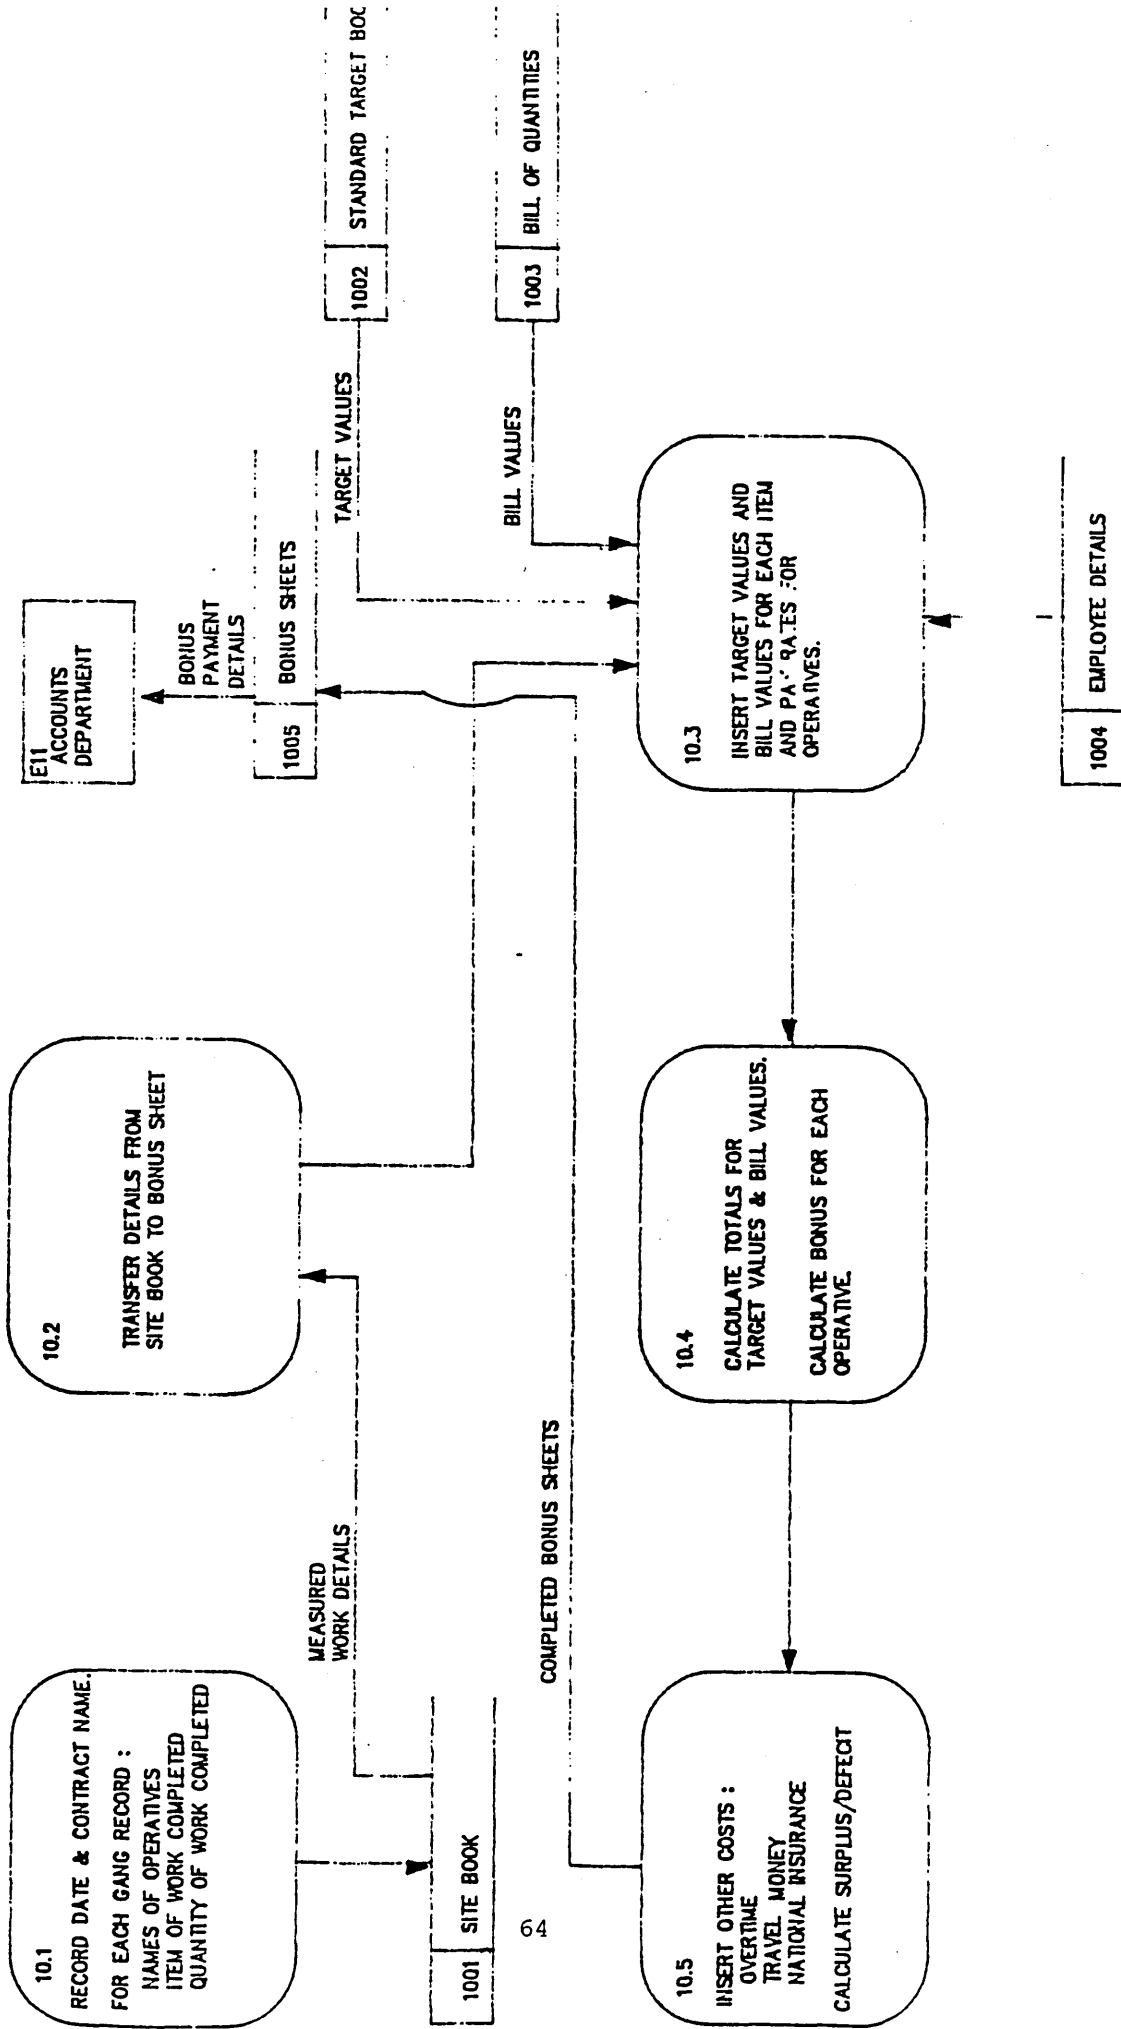 10.1
RECORD DATE & CONTRACT NAME.
FOR EACH GANG RECORD :
NAMES OF OPERATIVES
ITEM OF WORK COMPLETED
QUANTITY OF WORK COMPLETED
10.2
TRANSFER DETAILS FROM
SITE BOOK TO BONUS SHEET
E11
ACCOUNTS
DEPARTMENT
BONUS
PAYMENT
DETAILS
1005
BONUS SHEETS
MEASURED
WORK DETAILS
TARGET VALUES
1002
STANDARD TARGET BOO
1001
SITE BOOK
BILL VALUES
1003
BILL OF QUANTITIES
COMPLETED BONUS SHEETS
10.5
INSERT OTHER COSTS :
OVERTIME
TRAVEL MONEY
NATIONAL INSURANCE
CALCULATE SURPLUS/DEFECIT
10.4
CALCULATE TOTALS FOR
TARGET VALUES & BILL VALUES.
CALCULATE BONUS FOR EACH
OPERATIVE.
10.3
INSERT TARGET VALUES AND
BILL VALUES FOR EACH ITEM
AND PAY RATES FOR
OPERATIVES.
1004
EMPLOYEE DETAILS
64